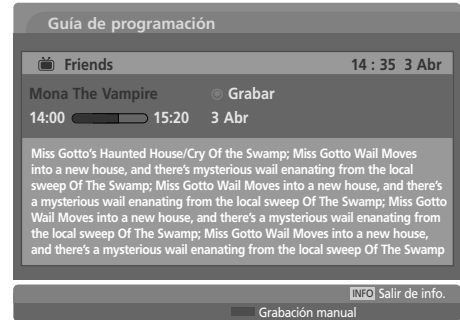 Guía de programación
Friends 14 : 35 3 Abr
Mona The Vampire Grabar
14:00 15:20 3 Abr
Miss Gotto's Haunted House/Cry Of the Swamp; Miss Gotto Wail Moves
into a new house, and there's mysterious wail enanating from the local
sweep Of The Swamp; Miss Gotto Wail Moves into a new house, and there's
a mysterious wail enanating from the local sweep Of The Swamp; Miss Gotto
Wail Moves into a new house, and there's a mysterious wail enanating from
the local sweep Of The Swamp; Miss Gotto Wail Moves into a new house,
and there's a mysterious wail enanating from the local sweep Of The Swamp
INFO Salir de info.
Grabación manual